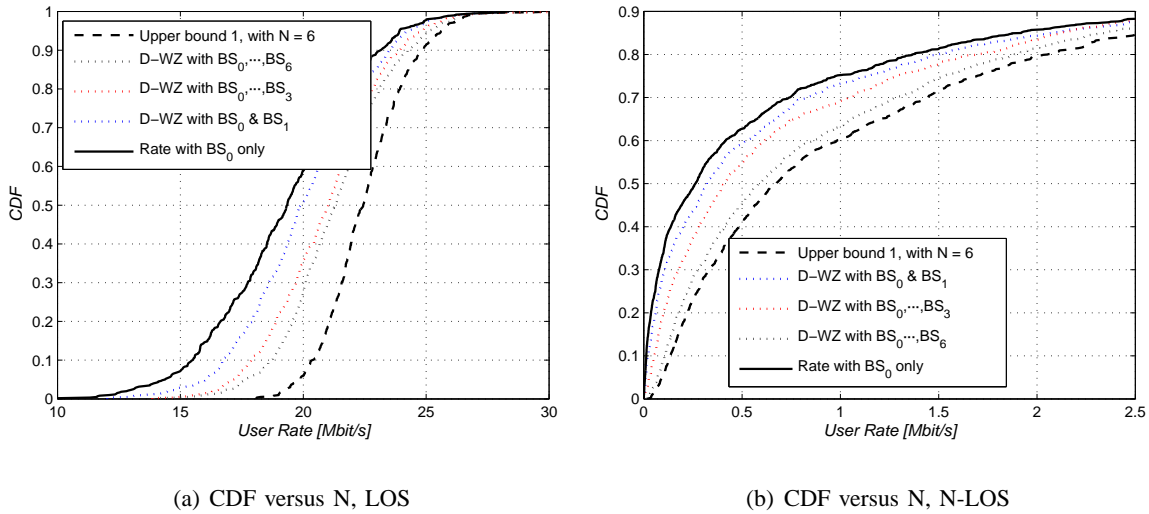 1
0.9
0.8
0.7
0.6
0.5
0.4
0.3
0.2
0.1
0
CDF
Upper bound 1, with N = 6
D−WZ with BS0,···,BS6
D−WZ with BS0,···,BS3
D−WZ with BS0 & BS1
Rate with BS0 only
10 15 20 25 30
User Rate [Mbit/s]
(a) CDF versus N, LOS
0.9
0.8
0.7
0.6
0.5
0.4
0.3
0.2
0.1
0
CDF
Upper bound 1, with N = 6
D−WZ with BS0 & BS1
D−WZ with BS0,···,BS3
D−WZ with BS0···,BS6
Rate with BS0 only
0 0.5 1 1.5 2 2.5
User Rate [Mbit/s]
(b) CDF versus N, N-LOS